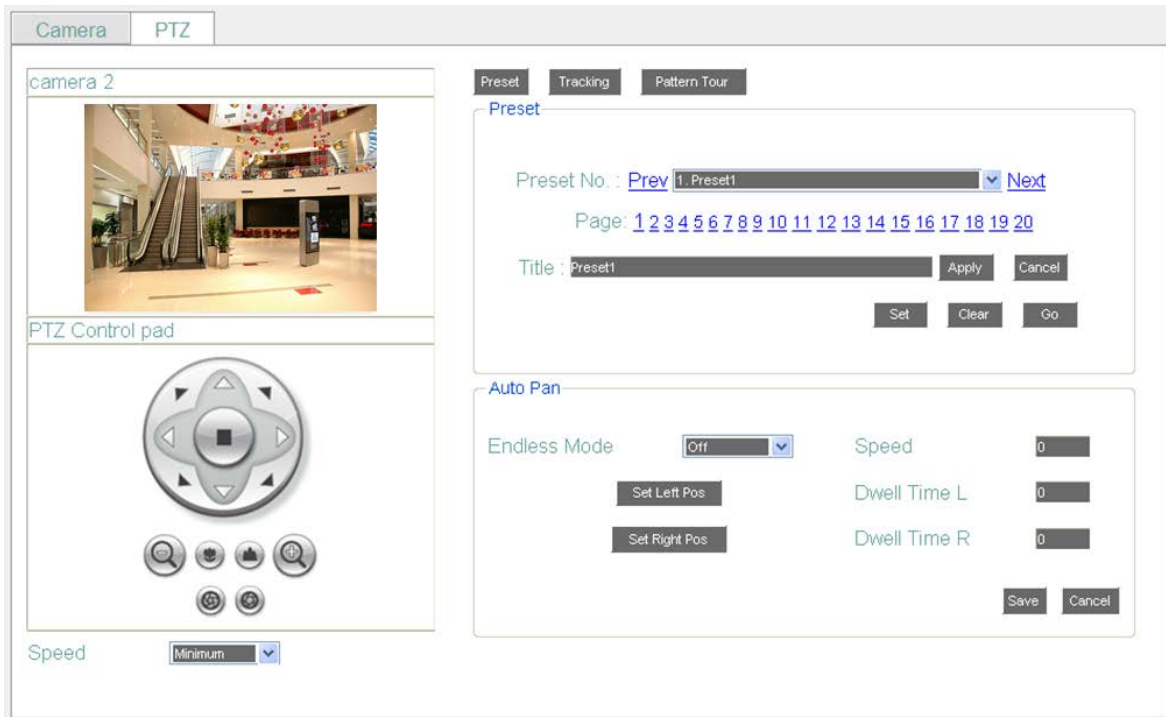 Camera PTZ
camera 2
PTZ Control pad
Speed Minimum
Preset Tracking Pattern Tour
Preset
Preset No. : Prev 1. Preset1 Next
Page: 1 2 3 4 5 6 7 8 9 10 11 12 13 14 15 16 17 18 19 20
Title : Preset1 Apply Cancel
Set Clear Go
Auto Pan
Endless Mode Off Speed 0
Set Left Pos Dwell Time L 0
Set Right Pos Dwell Time R 0
Save Cancel